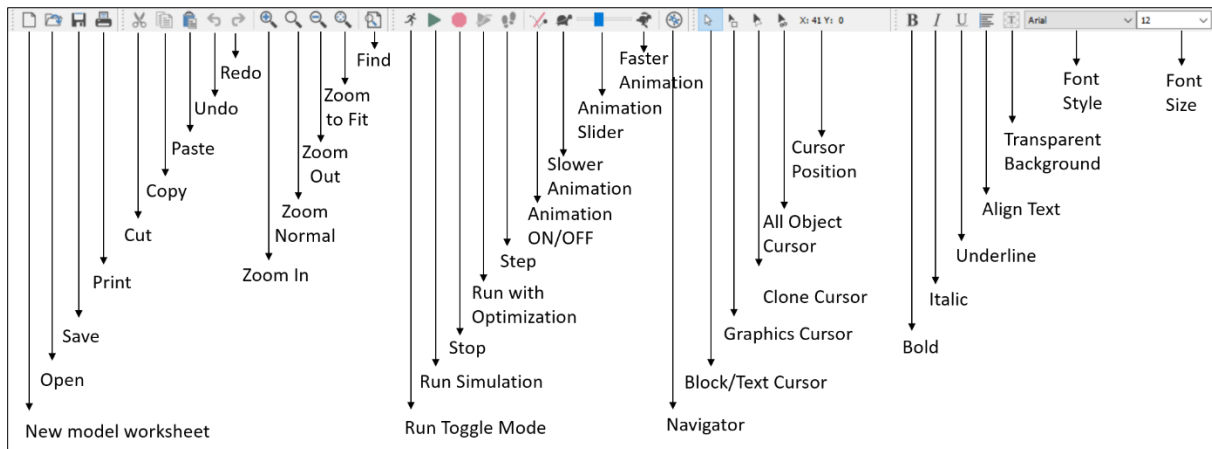 X: 41 Y: 0
B I U
T
Arial
12
Find
Redo
Undo
Paste
Copy
Cut
Print
Save
Open
New model worksheet
Zoom
to Fit
Zoom
Out
Zoom
Normal
Zoom In
Faster
Animation
Animation
Slider
Slower
Animation
Animation
ON/OFF
Step
Run with
Optimization
Stop
Run Simulation
Run Toggle Mode
Cursor
Position
All Object
Cursor
Clone Cursor
Graphics Cursor
Block/Text Cursor
Navigator
Font
Style
Font
Size
Transparent
Background
Align Text
Underline
Italic
Bold